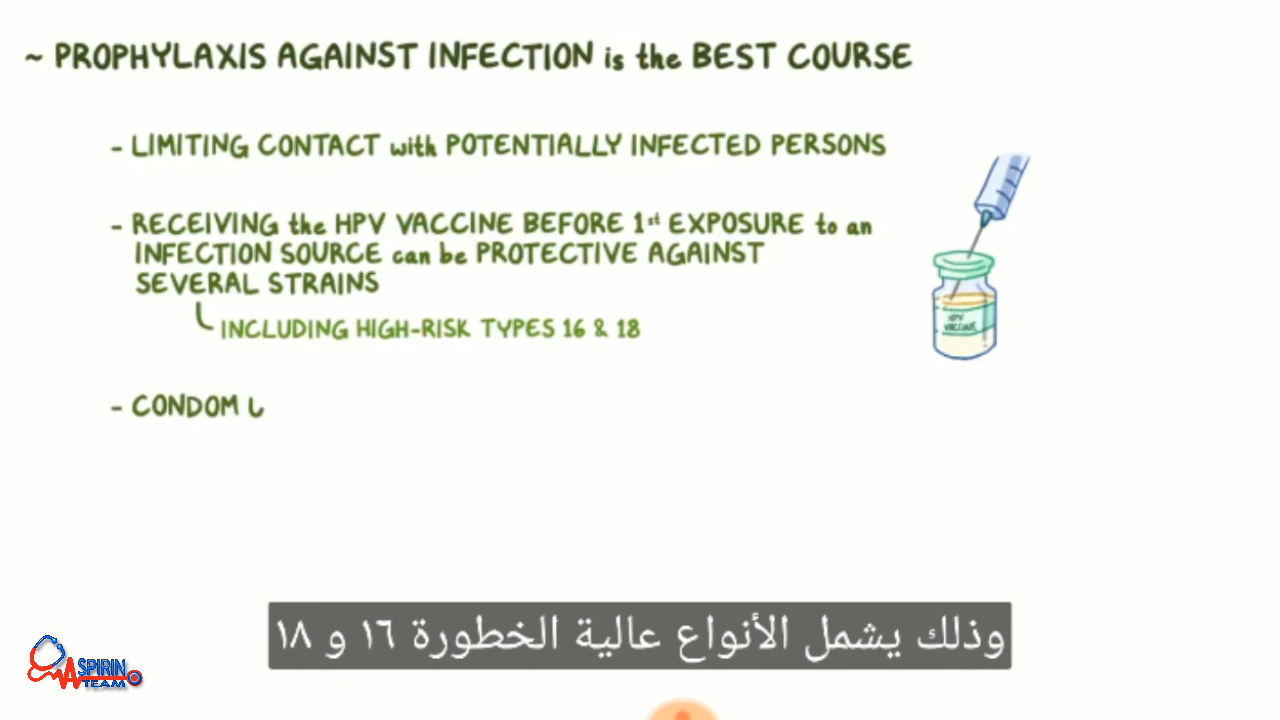 ~ PROPHYLAXIS AGAINST INFECTION is the BEST COURSE
- LIMITING CONTACT with POTENTIALLY INFECTED PERSONS
- RECEIVING the HPV VACCINE BEFORE 1st EXPOSURE to an
INFECTION SOURCE can be PROTECTIVE AGAINST
SEVERAL STRAINS
INCLUDING HIGH-RISK TYPES 16 & 18
HPV
VACCINE
- CONDOM U
وذلك يشمل الأنواع عالية الخطورة ١٦ و ١٨
ASPIRIN
TEAM